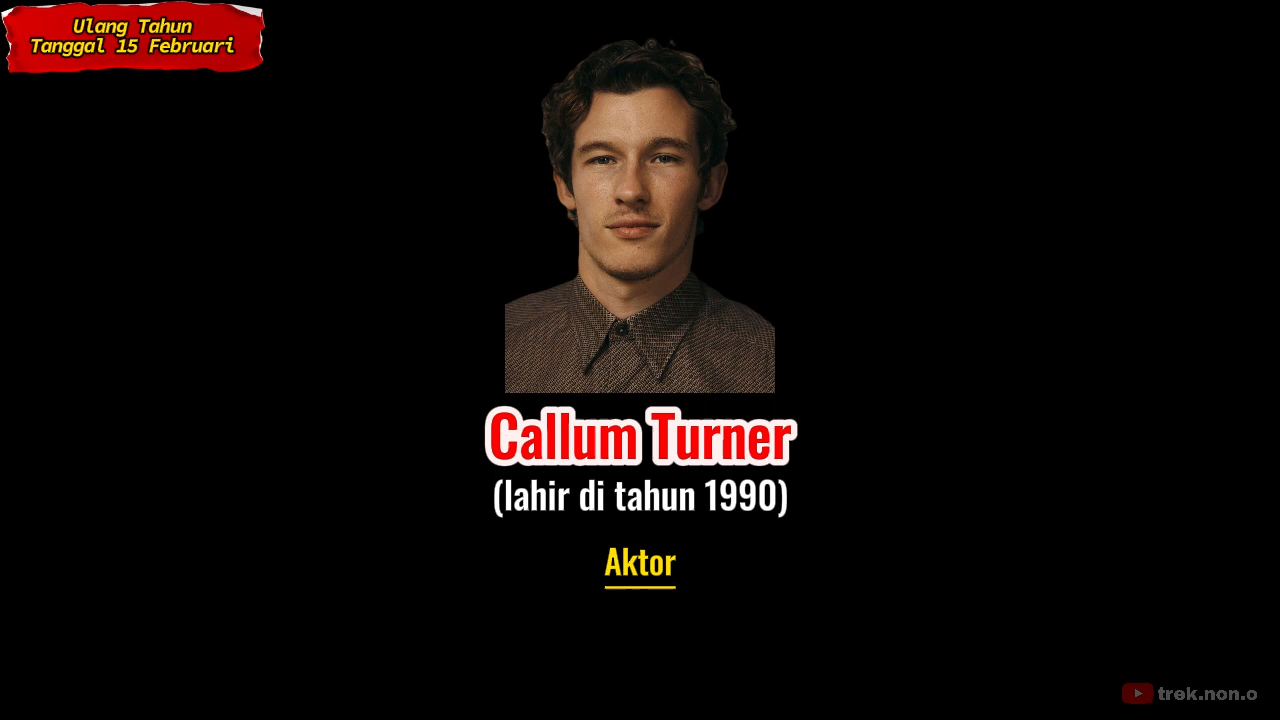 Ulang Tahun
Tanggal 15 Februari
Callum Turner
(lahir di tahun 1990)
Aktor
trek.non.o